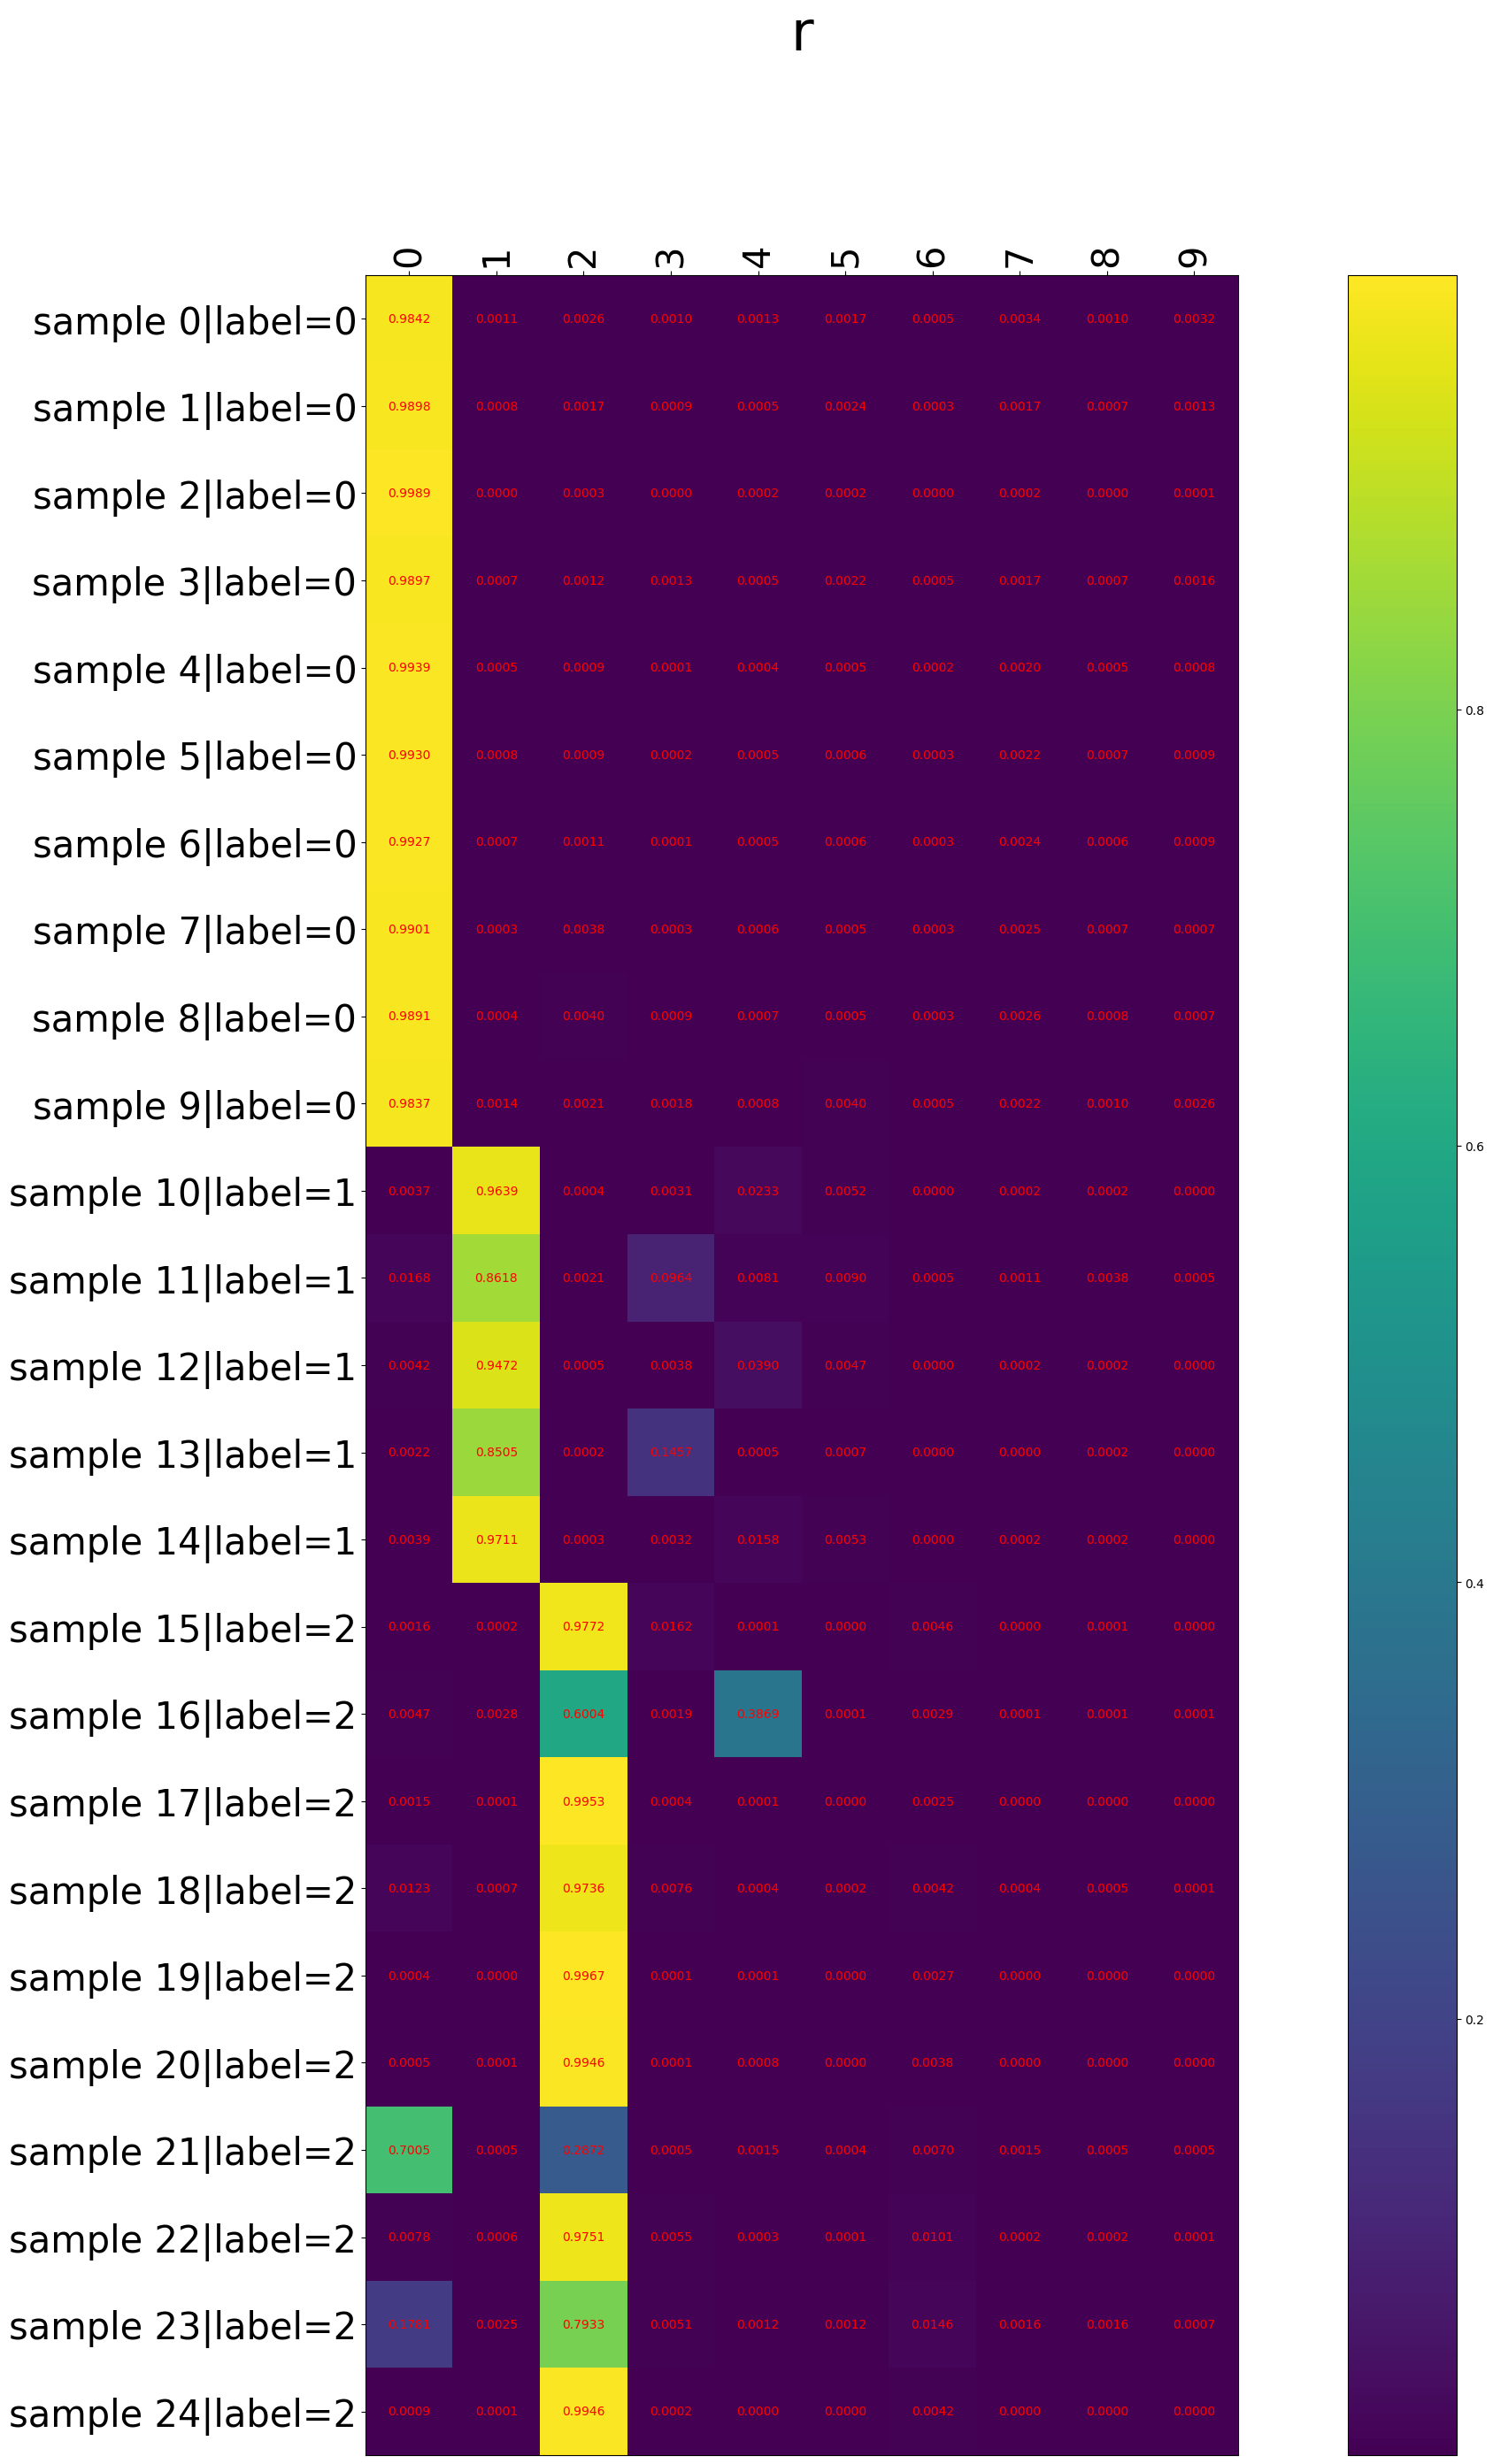 r
0 1 2 3 4 5 6 7 8 9
sample 0|label=0 0.9842 0.0011 0.0026 0.0010 0.0013 0.0017 0.0005 0.0034 0.0010 0.0032
sample 1|label=0 0.9898 0.0008 0.0017 0.0009 0.0005 0.0024 0.0003 0.0017 0.0007 0.0013
sample 2|label=0 0.9989 0.0000 0.0003 0.0000 0.0002 0.0002 0.0000 0.0002 0.0000 0.0001
sample 3|label=0 0.9897 0.0007 0.0012 0.0013 0.0005 0.0022 0.0005 0.0017 0.0007 0.0016
sample 4|label=0 0.9939 0.0005 0.0009 0.0001 0.0004 0.0005 0.0002 0.0020 0.0005 0.0008
0.8
sample 5|label=0 0.9930 0.0008 0.0009 0.0002 0.0005 0.0006 0.0003 0.0022 0.0007 0.0009
sample 6|label=0 0.9927 0.0007 0.0011 0.0001 0.0005 0.0006 0.0003 0.0024 0.0006 0.0009
sample 7|label=0 0.9901 0.0003 0.0038 0.0003 0.0006 0.0005 0.0003 0.0025 0.0007 0.0007
sample 8|label=0 0.9891 0.0004 0.0040 0.0009 0.0007 0.0005 0.0003 0.0026 0.0008 0.0007
sample 9|label=0 0.9837 0.0014 0.0021 0.0018 0.0008 0.0040 0.0005 0.0022 0.0010 0.0026
0.6
sample 10|label=1 0.0037 0.9639 0.0004 0.0031 0.0233 0.0052 0.0000 0.0002 0.0002 0.0000
sample 11|label=1 0.0168 0.8618 0.0021 0.0964 0.0081 0.0090 0.0005 0.0011 0.0038 0.0005
sample 12|label=1 0.0042 0.9472 0.0005 0.0038 0.0390 0.0047 0.0000 0.0002 0.0002 0.0000
sample 13|label=1 0.0022 0.8505 0.0002 0.1457 0.0005 0.0007 0.0000 0.0000 0.0002 0.0000
sample 14|label=1 0.0039 0.9711 0.0003 0.0032 0.0158 0.0053 0.0000 0.0002 0.0002 0.0000
0.4
sample 15|label=2 0.0016 0.0002 0.9772 0.0162 0.0001 0.0000 0.0046 0.0000 0.0001 0.0000
sample 16|label=2 0.0047 0.0028 0.6004 0.0019 0.3869 0.0001 0.0029 0.0001 0.0001 0.0001
sample 17|label=2 0.0015 0.0001 0.9953 0.0004 0.0001 0.0000 0.0025 0.0000 0.0000 0.0000
sample 18|label=2 0.0123 0.0007 0.9736 0.0076 0.0004 0.0002 0.0042 0.0004 0.0005 0.0001
sample 19|label=2 0.0004 0.0000 0.9967 0.0001 0.0001 0.0000 0.0027 0.0000 0.0000 0.0000
0.2
sample 20|label=2 0.0005 0.0001 0.9946 0.0001 0.0008 0.0000 0.0038 0.0000 0.0000 0.0000
sample 21|label=2 0.7005 0.0005 0.0005 0.0015 0.0004 0.0070 0.0015 0.0005 0.0005
sample 22|label=2 0.0078 0.0006 0.9751 0.0055 0.0003 0.0001 0.0101 0.0002 0.0002 0.0001
sample 23|label=2 0.0025 0.7933 0.0051 0.0012 0.0012 0.0146 0.0016 0.0016 0.0007
sample 24|label=2 0.0009 0.0001 0.9946 0.0002 0.0000 0.0000 0.0042 0.0000 0.0000 0.0000